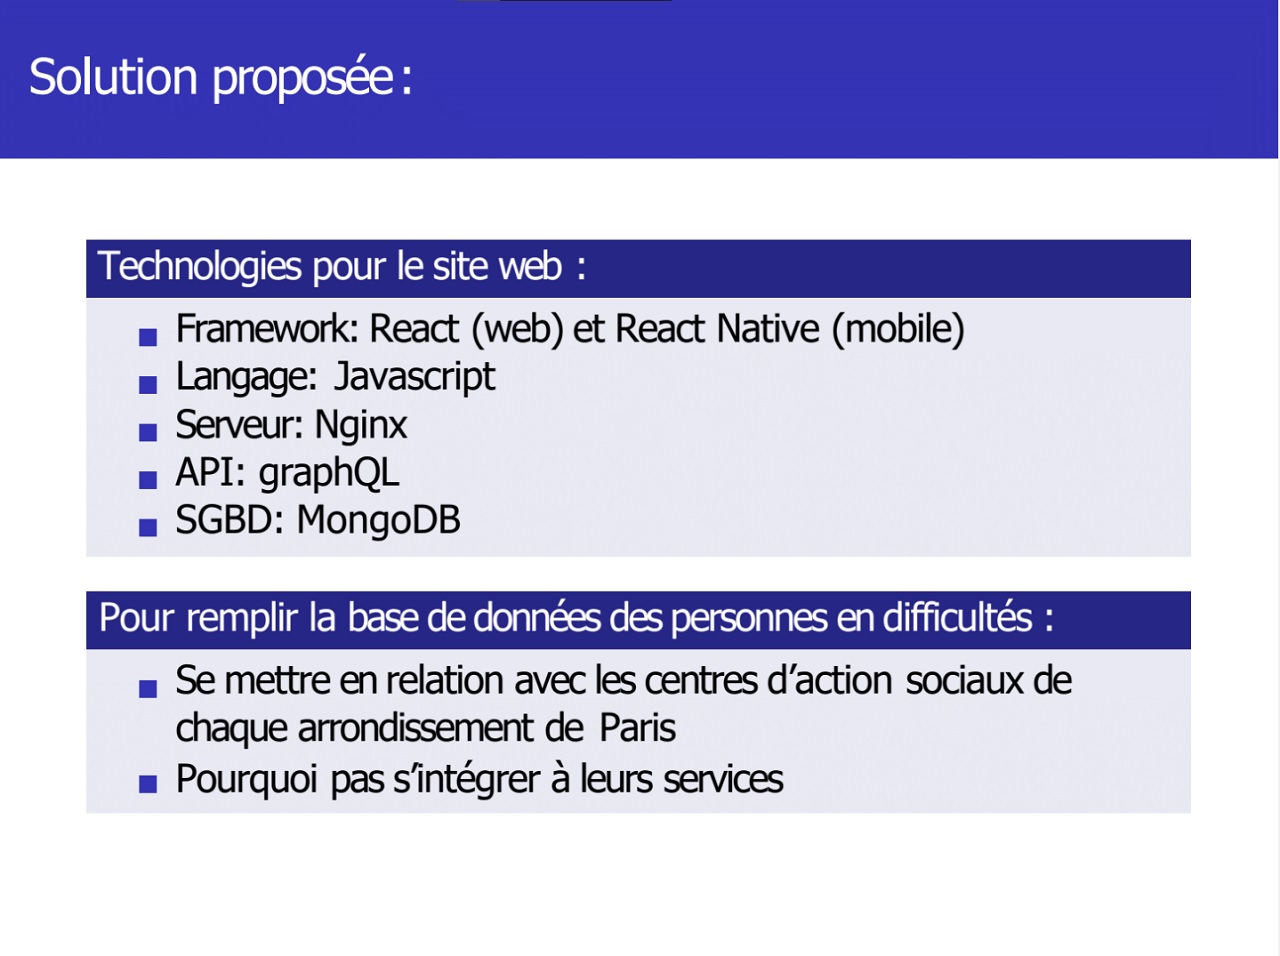 Solution proposée :
Technologies pour le site web :
Framework: React (web) et React Native (mobile)
Langage: Javascript
Serveur: Nginx
API: graphQL
SGBD: MongoDB
Pour remplir la base de données des personnes en difficultés :
Se mettre en relation avec les centres d’action sociaux de
chaque arrondissement de Paris
Pourquoi pas s’intégrer à leurs services